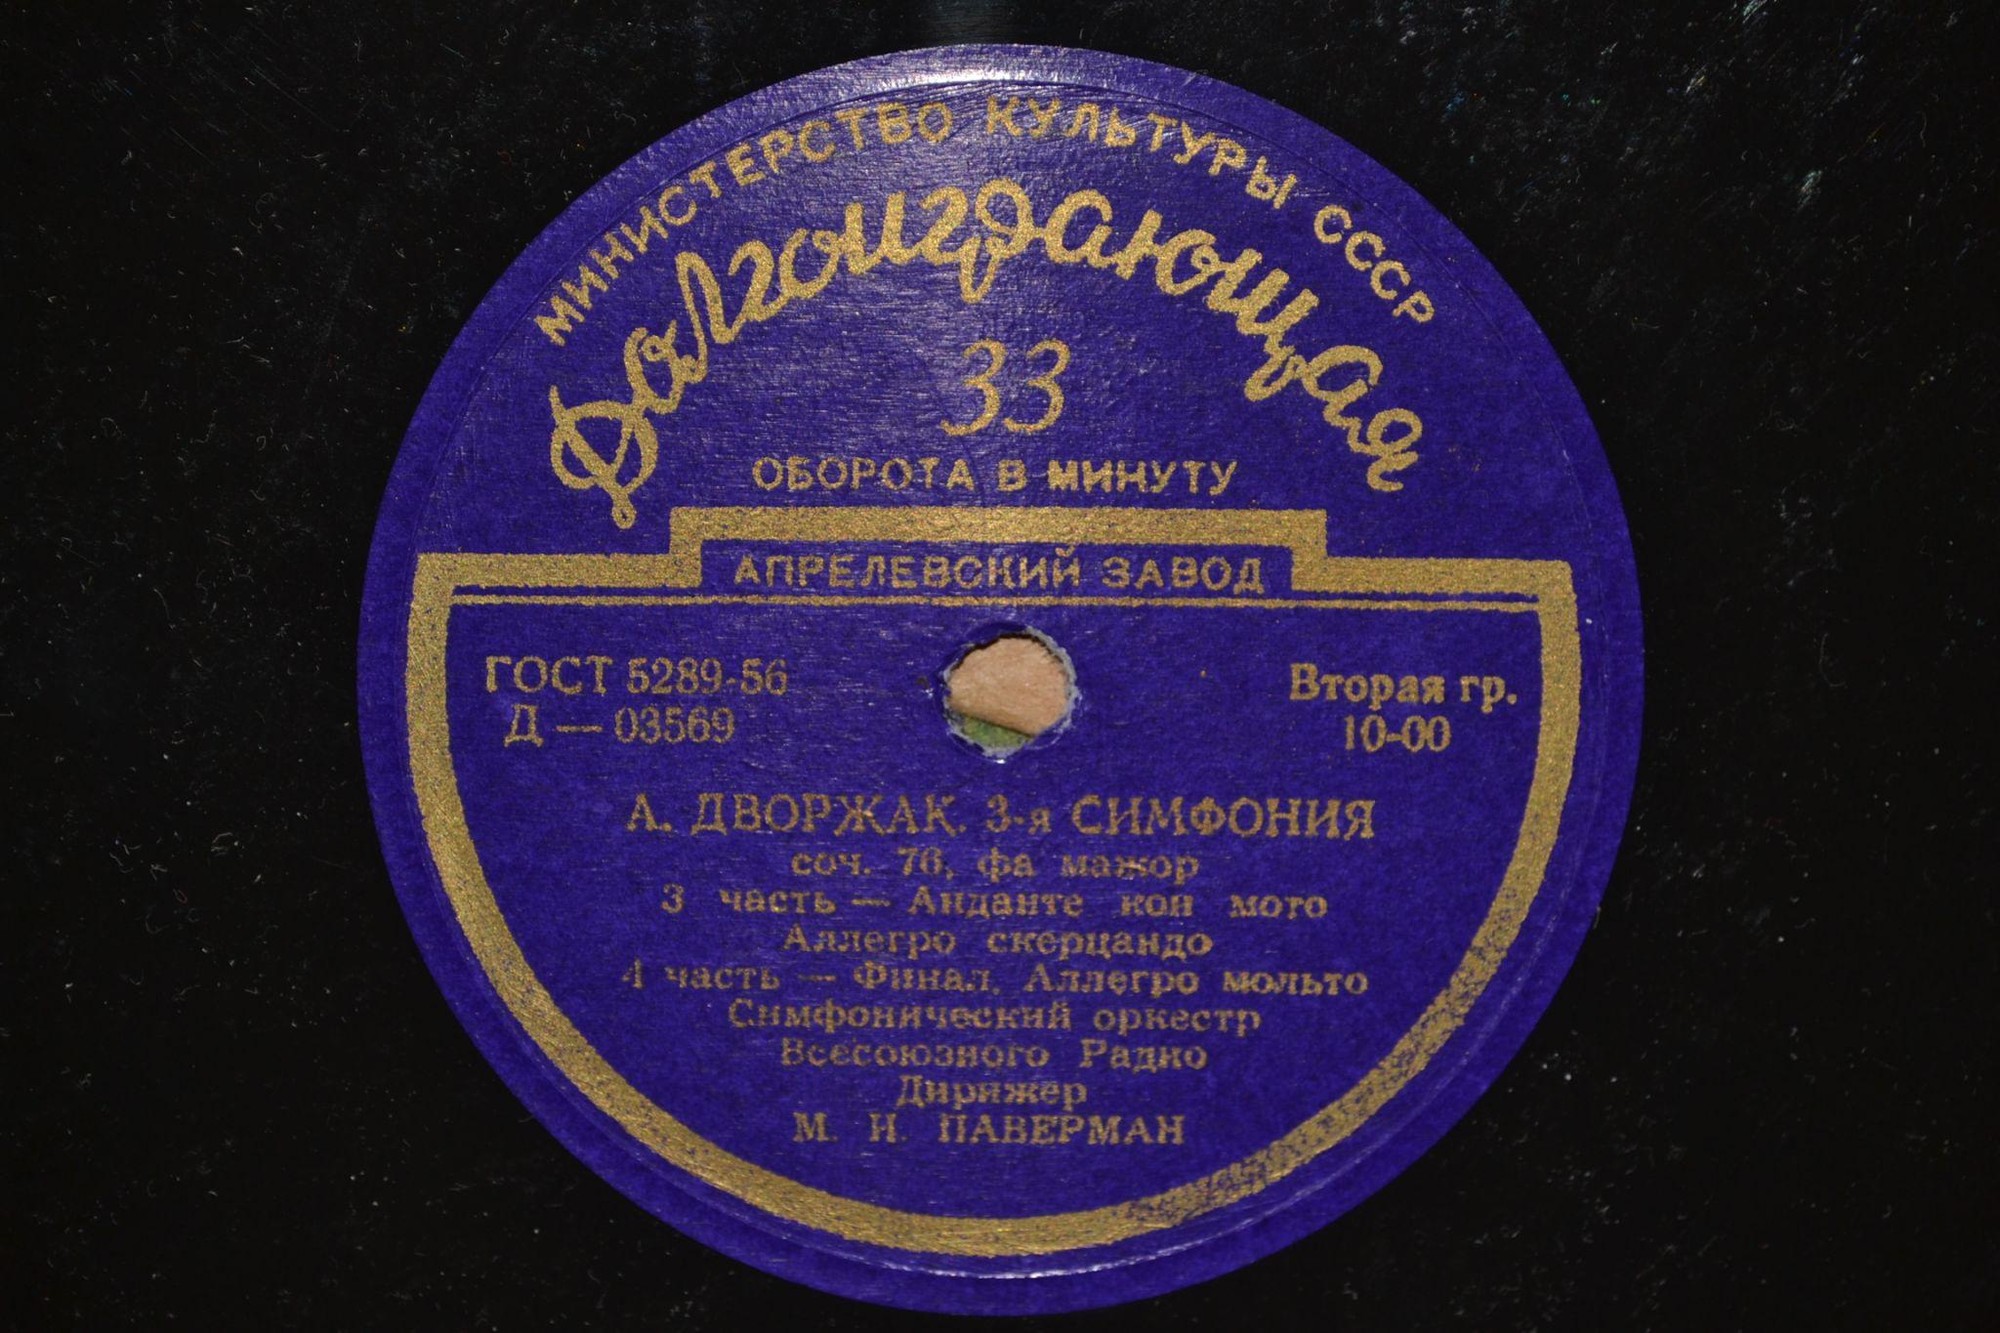 МИНИСТЕРСТВО КУЛЬТУРЫ СССР
Долгоиграющая
33
ОБОРОТА В МИНУТУ
АПРЕЛЕВСКИЙ ЗАВОД
ГОСТ 5289-56
Д — 03569
Вторая гр.
10-00
А. ДВОРЖАК. 3-я СИМФОНИЯ
соч. 76, фа мажор
3 часть — Анданте кон мото
Аллегро скерцандо
4 часть — Финал. Аллегро мольто
Симфонический оркестр
Всесоюзного Радио
Дирижер
М. И. ПАВЕРМАН